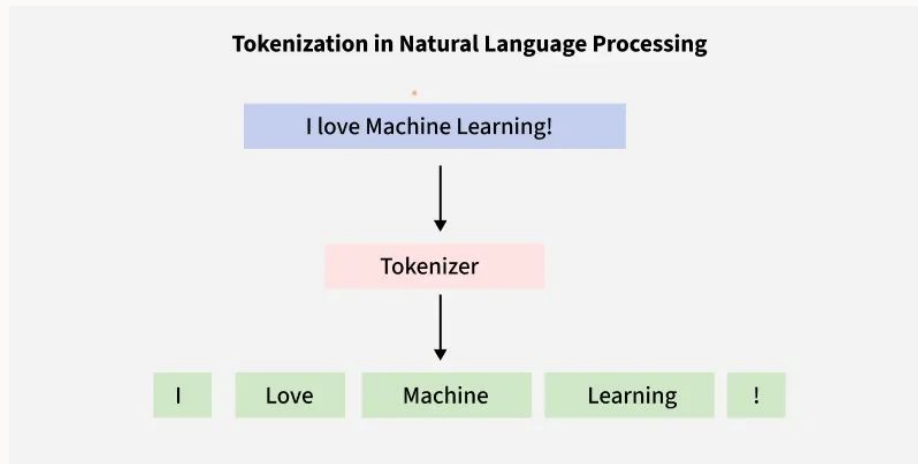 Tokenization in Natural Language Processing
I love Machine Learning!
Tokenizer
I Love Machine Learning !